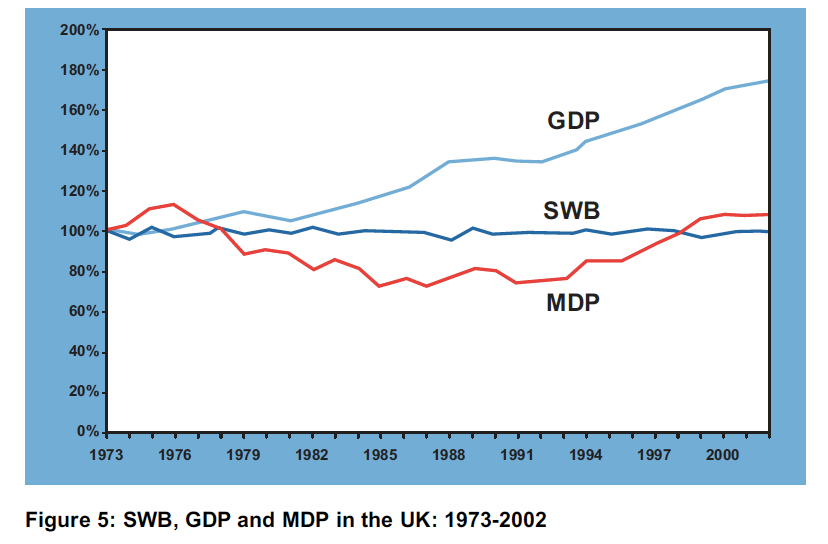 200%
180%
160%
GDP
140%
120%
SWB
100%
80%
MDP
60%
40%
20%
0%
1973 1976 1979 1982 1985 1988 1991 1994 1997 2000
Figure 5: SWB, GDP and MDP in the UK: 1973-2002